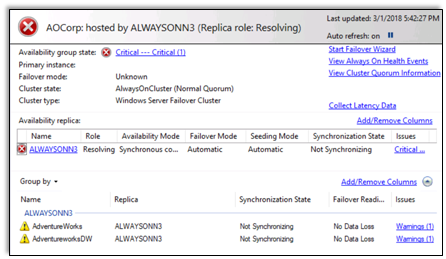 AOCorp: hosted by ALWAYSONN3 (Replica role: Resolving)
Last updated: 3/1/2018 5:42:27 PM
Auto refresh: on
Availability group state: Critical --- Critical (1)
Primary instance:
Failover mode: Unknown
Cluster state: AlwaysOnCluster (Normal Quorum)
Cluster type: Windows Server Failover Cluster
Start Failover Wizard
View Always On Health Events
View Cluster Quorum Information
Collect Latency Data
Availability replica: Add/Remove Columns
Name Role Availability Mode Failover Mode Seeding Mode Synchronization State Issues
ALWAYSONN3 Resolving Synchronous co... Automatic Automatic Not Synchronizing Critical ...
Group by Add/Remove Columns
Name Replica Synchronization State Failover Readi... Issues
ALWAYSONN3
AdventureWorks ALWAYSONN3 Not Synchronizing No Data Loss Warnings (1)
AdventureworksDW ALWAYSONN3 Not Synchronizing No Data Loss Warnings (1)